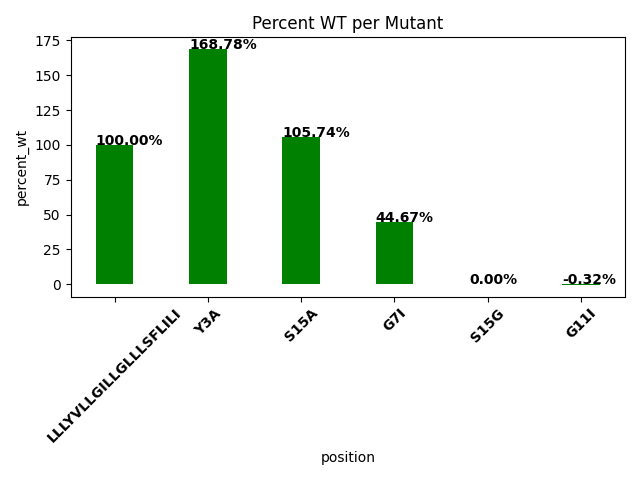 Percent WT per Mutant
percent_wt
175
150
125
100
75
50
25
0
100.00%
168.78%
105.74%
44.67%
0.00%
-0.32%
LLLYVLLGILLGLLLSFLILI
Y3A
S15A
G7I
S15G
G11I
position